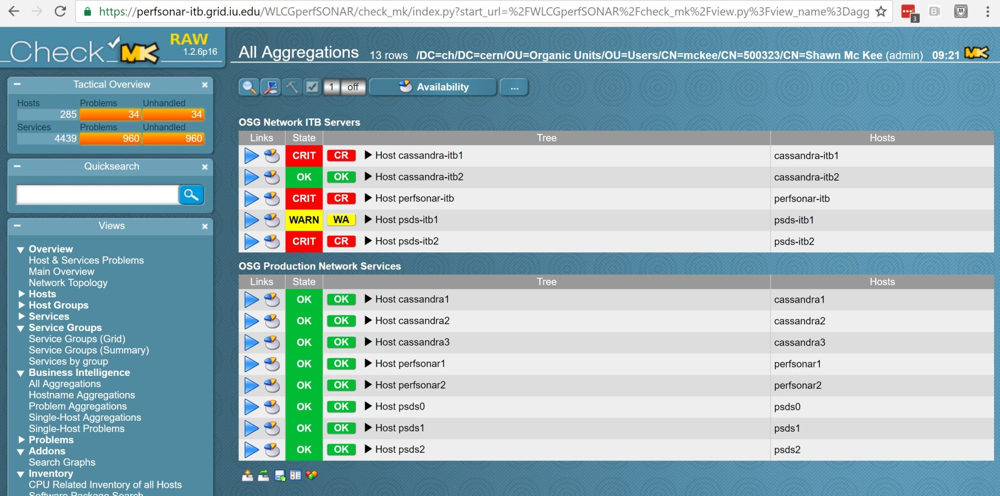 https://perfsonar-itb.grid.iu.edu/WLCGperfSONAR/check_mk/index.py?start_url=%2FWLCGperfSONAR%2Fcheck_mk%2Fview.py%3Fview_name%3Dagg
3
Check MK RAW
1.2.6p16
All Aggregations 13 rows /DC=ch/DC=cern/OU=Organic Units/OU=Users/CN=mckee/CN=500323/CN=Shawn Mc Kee (admin) 09:21 MK
Tactical Overview
Hosts Problems Unhandled
285 34 34
Services Problems Unhandled
4439 960 960
Quicksearch
Views
Overview
Host & Services Problems
Main Overview
Network Topology
Hosts
Host Groups
Services
Service Groups
Service Groups (Grid)
Service Groups (Summary)
Services by group
Business Intelligence
All Aggregations
Hostname Aggregations
Problem Aggregations
Single-Host Aggregations
Single-Host Problems
Problems
Addons
Search Graphs
Inventory
CPU Related Inventory of all Hosts
Software Package Search
1 off Availability ...
OSG Network ITB Servers
Links State Tree Hosts
CRIT CR Host cassandra-itb1 cassandra-itb1
OK OK Host cassandra-itb2 cassandra-itb2
CRIT CR Host perfsonar-itb perfsonar-itb
WARN WA Host psds-itb1 psds-itb1
CRIT CR Host psds-itb2 psds-itb2
OSG Production Network Services
Links State Tree Hosts
OK OK Host cassandra1 cassandra1
OK OK Host cassandra2 cassandra2
OK OK Host cassandra3 cassandra3
OK OK Host perfsonar1 perfsonar1
OK OK Host perfsonar2 perfsonar2
OK OK Host psds0 psds0
OK OK Host psds1 psds1
OK OK Host psds2 psds2